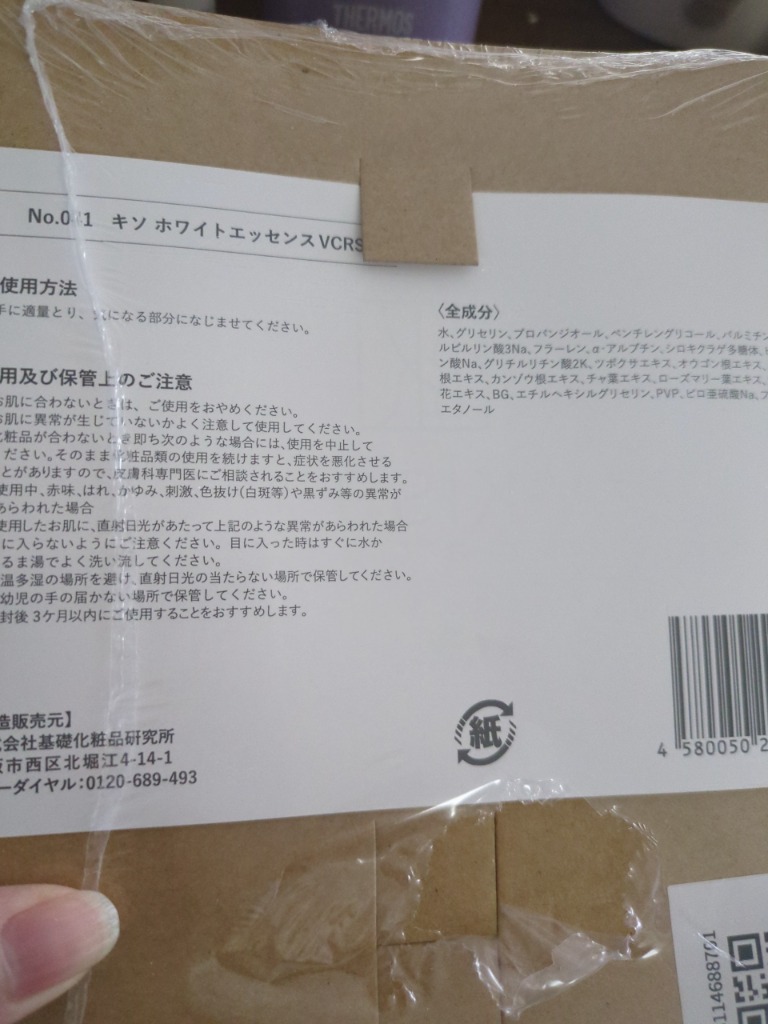 THERMOS
No.0 1 キソ ホワイトエッセンスVCRS
使用方法
手に適量とり、 になる部分になじませてください。
用及び保管上のご注意
お肌に合わないときは、ご使用をおやめください。
お肌に異常が生じていないかよく注意して使用してください。
化粧品が合わないとき即ち次のような場合には、使用を中止して
ください。そのまま化粧品類の使用を続けますと、症状を悪化させる
とがありますので、皮膚科専門医にご相談されることをおすすめします。
使用中、赤味、はれ、かゆみ、刺激、色抜け(白斑等)や黒ずみ等の異常が
あらわれた場合
使用したお肌に、直射日光があたって上記のような異常があらわれた場合
に入らないようにご注意ください。目に入った時はすぐに水か
るま湯でよく洗い流してください。
温多湿の場所を避け、直射日光の当たらない場所で保管してください。
幼児の手の届かない場所で保管してください。
封後3ケ月以内にご使用することをおすすめします。
造販売元】
式会社基礎化粧品研究所
阪市西区北堀江4-14-1
ーダイヤル:0120-689-493
〈全成分〉
水、グリセリン、プロパンジオール、ペンチレングリコール、パルミチン
ルビルリン酸3Na、フラーレン、α-アルブチン、シロキクラゲ多糖体、
ン酸Na、グリチルリチン酸2K、ツボクサエキス、オウゴン根エキス、
根エキス、カンゾウ根エキス、チャ葉エキス、ローズマリー葉エキス、
花エキス、BG、エチルヘキシルグリセリン、PVP、ピロ亜硫酸Na、フ
エタノール
紙
4 580050 2
114688701